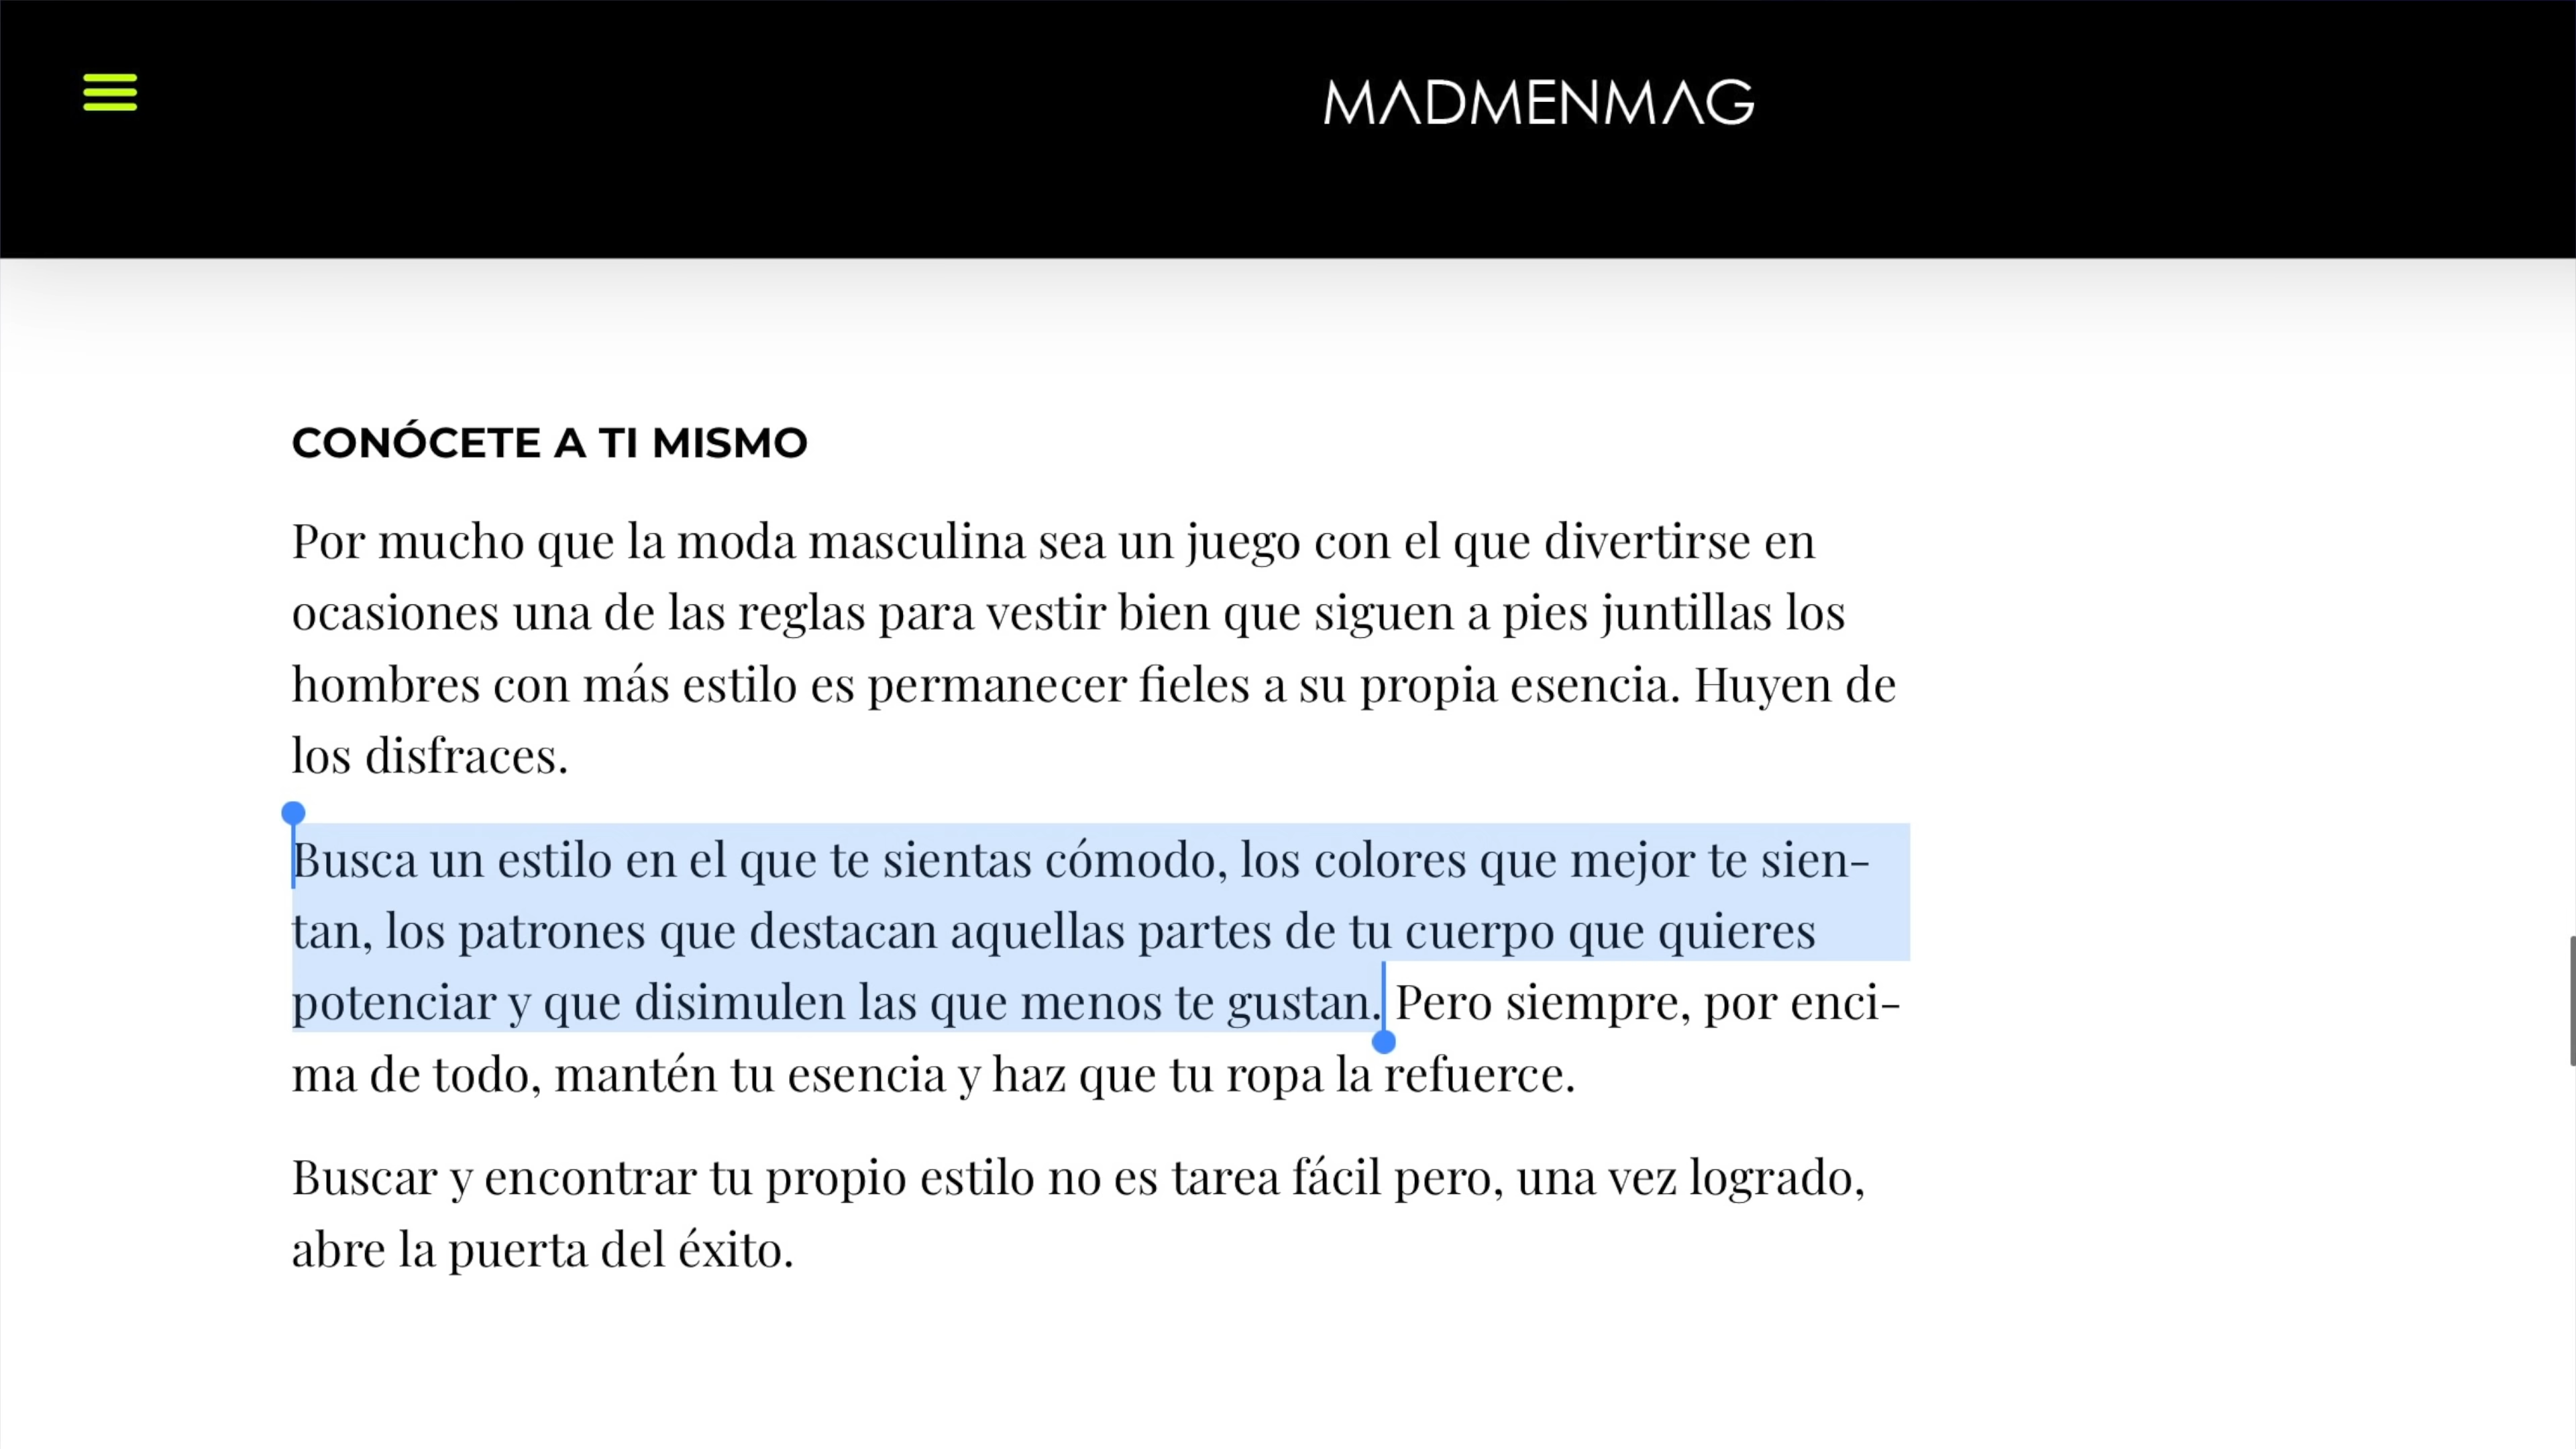 MADMENMAG
CONÓCETE A TI MISMO
Por mucho que la moda masculina sea un juego con el que divertirse en
ocasiones una de las reglas para vestir bien que siguen a pies juntillas los
hombres con más estilo es permanecer fieles a su propia esencia. Huyen de
los disfraces.
Busca un estilo en el que te sientas cómodo, los colores que mejor te sien-
tan, los patrones que destacan aquellas partes de tu cuerpo que quieres
potenciar y que disimulen las que menos te gustan. Pero siempre, por enci-
ma de todo, mantén tu esencia y haz que tu ropa la refuerce.
Buscar y encontrar tu propio estilo no es tarea fácil pero, una vez logrado,
abre la puerta del éxito.